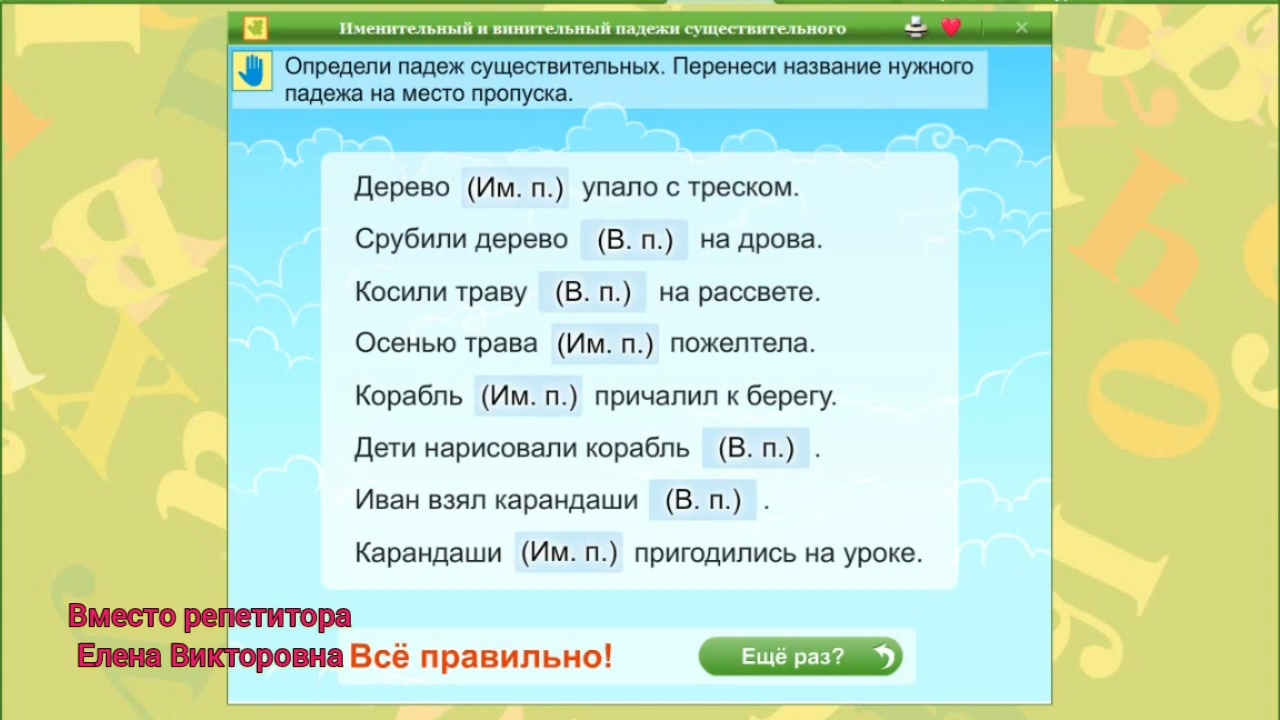 Именительный и винительный падежи существительного
Определи падеж существительных. Перенеси название нужного
падежа на место пропуска.
Дерево (Им. п.) упало с треском.
Срубили дерево (В. п.) на дрова.
Косили траву (В. п.) на рассвете.
Осенью трава (Им. п.) пожелтела.
Корабль (Им. п.) причалил к берегу.
Дети нарисовали корабль (В. п.) .
Иван взял карандаши (В. п.) .
Карандаши (Им. п.) пригодились на уроке.
Вместо репетитора
Елена Викторовна
Всё правильно!
Ещё раз?